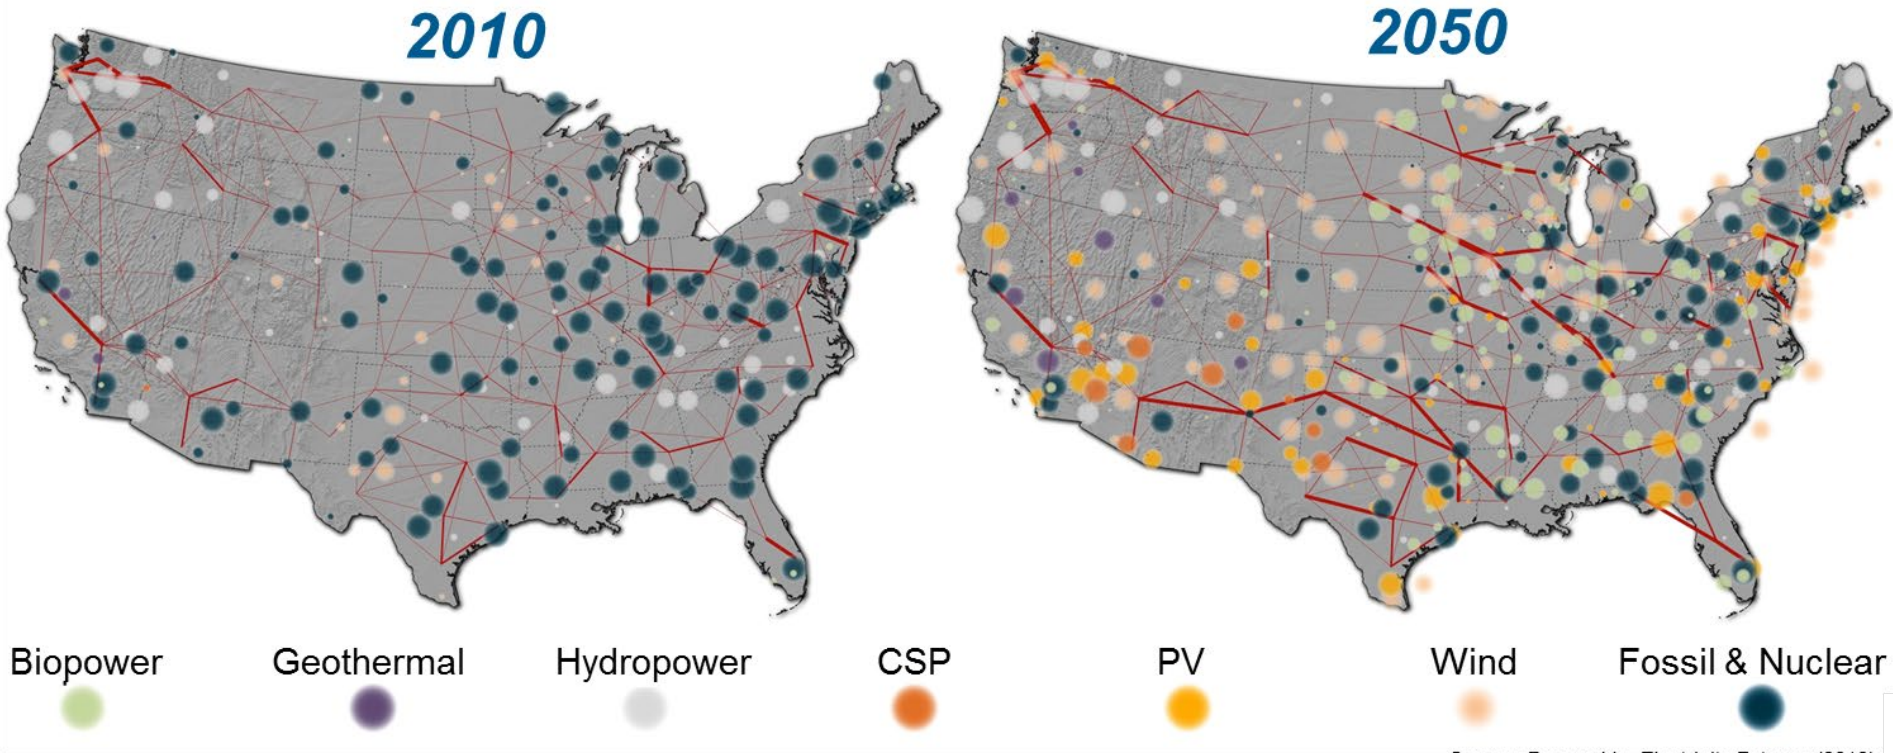 2010
2050
Biopower
Geothermal
Hydropower
CSP
PV
Wind
Fossil & Nuclear